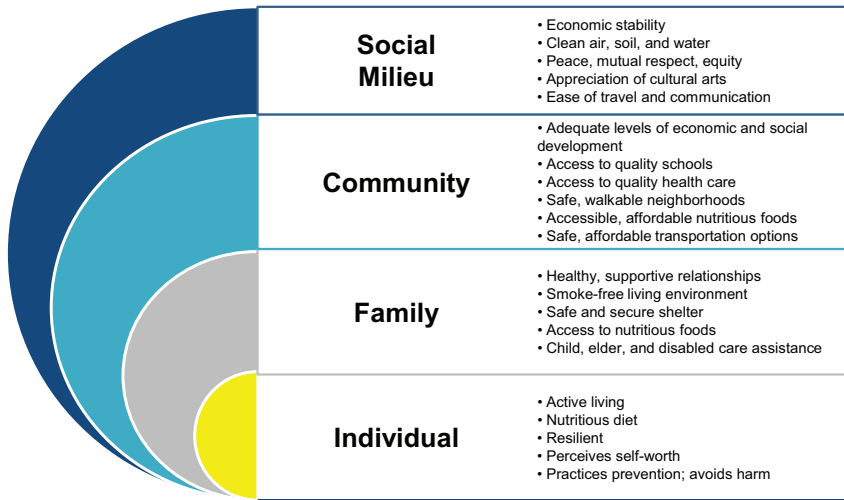 Social
Milieu
• Economic stability
• Clean air, soil, and water
• Peace, mutual respect, equity
• Appreciation of cultural arts
• Ease of travel and communication
Community
• Adequate levels of economic and social
development
• Access to quality schools
• Access to quality health care
• Safe, walkable neighborhoods
• Accessible, affordable nutritious foods
• Safe, affordable transportation options
Family
• Healthy, supportive relationships
• Smoke-free living environment
• Safe and secure shelter
• Access to nutritious foods
• Child, elder, and disabled care assistance
Individual
• Active living
• Nutritious diet
• Resilient
• Perceives self-worth
• Practices prevention; avoids harm